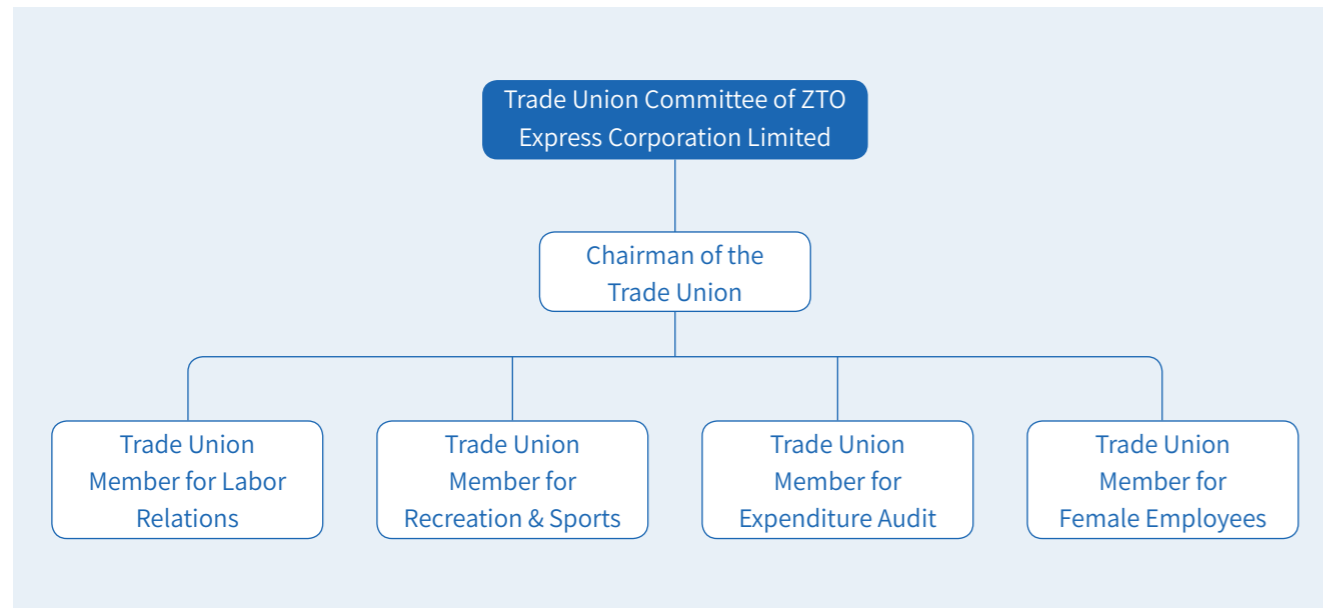 Trade Union Committee of ZTO
Express Corporation Limited
Chairman of the
Trade Union
Trade Union
Member for Labor
Relations
Trade Union
Member for
Recreation & Sports
Trade Union
Member for
Expenditure Audit
Trade Union
Member for
Female Employees